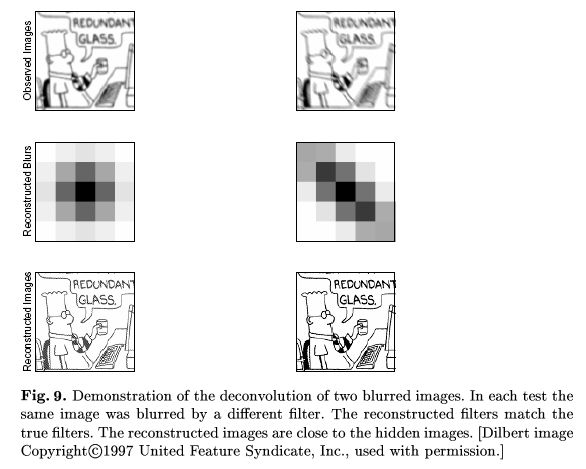 Observed Images
REDUNDANT
GLASS.
REDUNDANT
GLASS.
Reconstructed Blurs
Reconstructed Images
REDUNDANT
GLASS.
REDUNDANT
GLASS.
Fig. 9. Demonstration of the deconvolution of two blurred images. In each test the
same image was blurred by a different filter. The reconstructed filters match the
true filters. The reconstructed images are close to the hidden images. [Dilbert image
Copyright©1997 United Feature Syndicate, Inc., used with permission.]